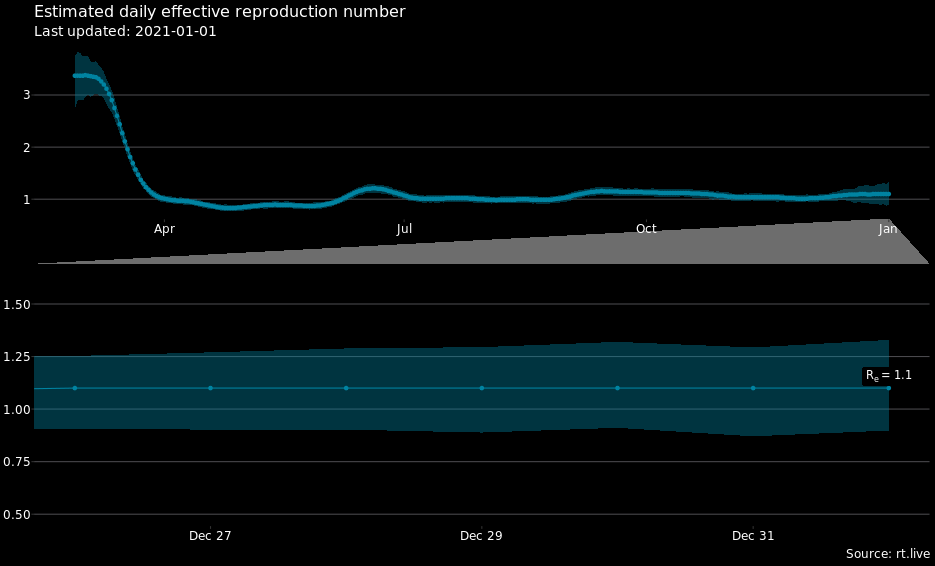 Estimated daily effective reproduction number
Last updated: 2021-01-01
3
2
1
Apr Jul Oct Jan
1.50
1.25
Re = 1.1
1.00
0.75
0.50
Dec 27 Dec 29 Dec 31
Source: rt.live